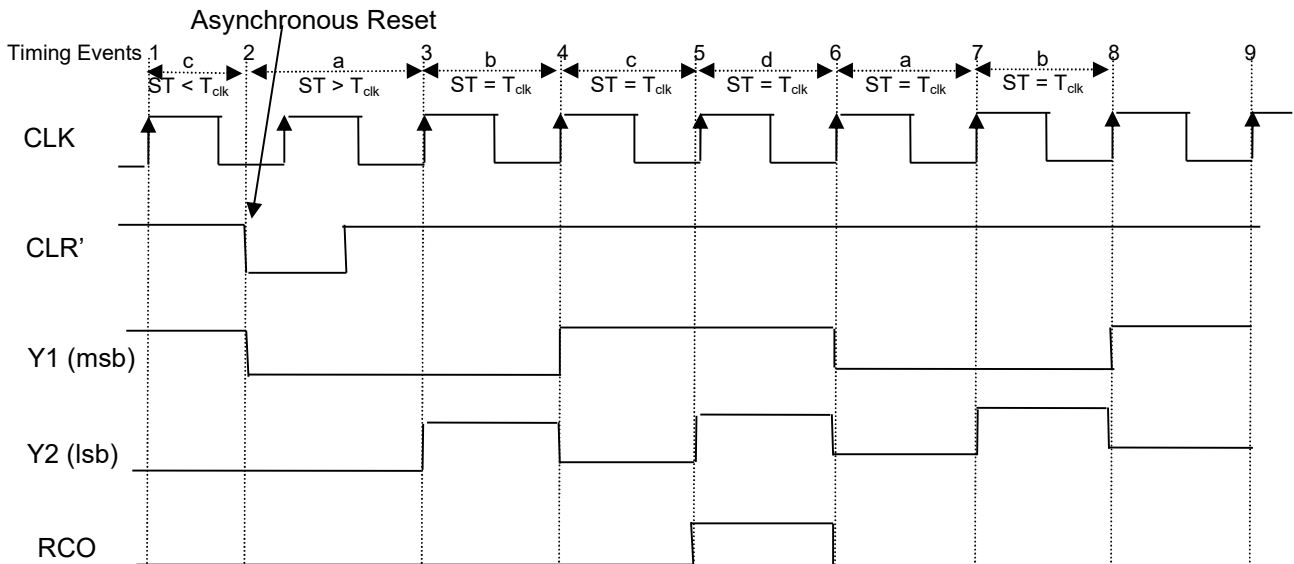 Asynchronous Reset
Timing Events 1 2 3 4 5 6 7 8 9
c a b c d a b
ST < Tclk ST > Tclk ST = Tclk ST = Tclk ST = Tclk ST = Tclk ST = Tclk
CLK
CLR’
Y1 (msb)
Y2 (lsb)
RCO